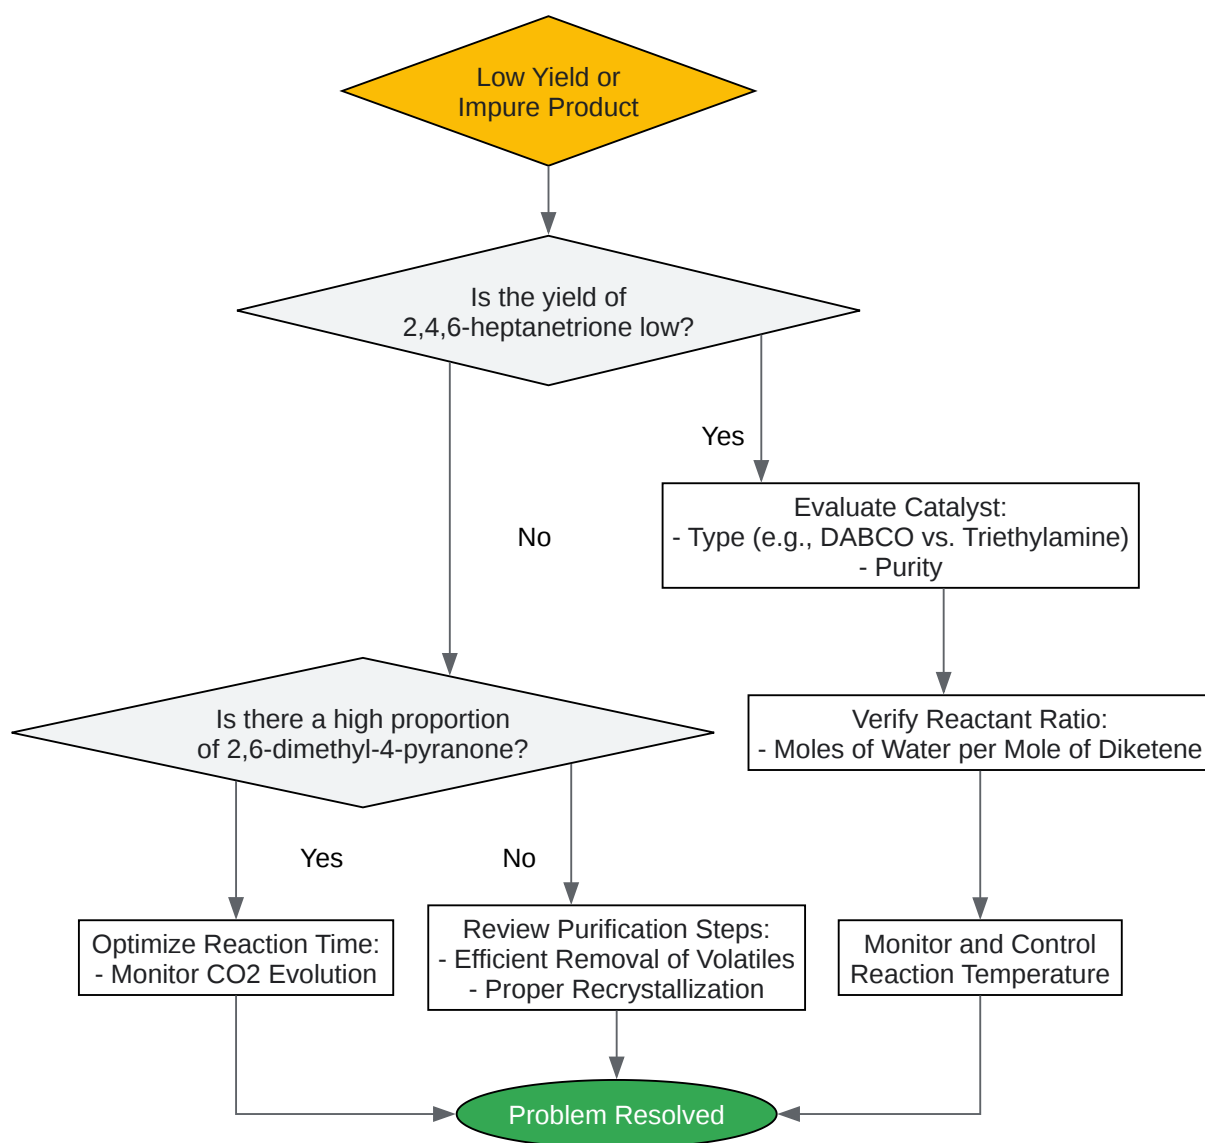 Low Yield or
Impure Product
Is the yield of
2,4,6-heptanetrione low?
Yes
Evaluate Catalyst:
- Type (e.g., DABCO vs. Triethylamine)
- Purity
No
Is there a high proportion
of 2,6-dimethyl-4-pyranone?
Verify Reactant Ratio:
- Moles of Water per Mole of Diketene
Yes
No
Optimize Reaction Time:
- Monitor CO2 Evolution
Review Purification Steps:
- Efficient Removal of Volatiles
- Proper Recrystallization
Monitor and Control
Reaction Temperature
Problem Resolved